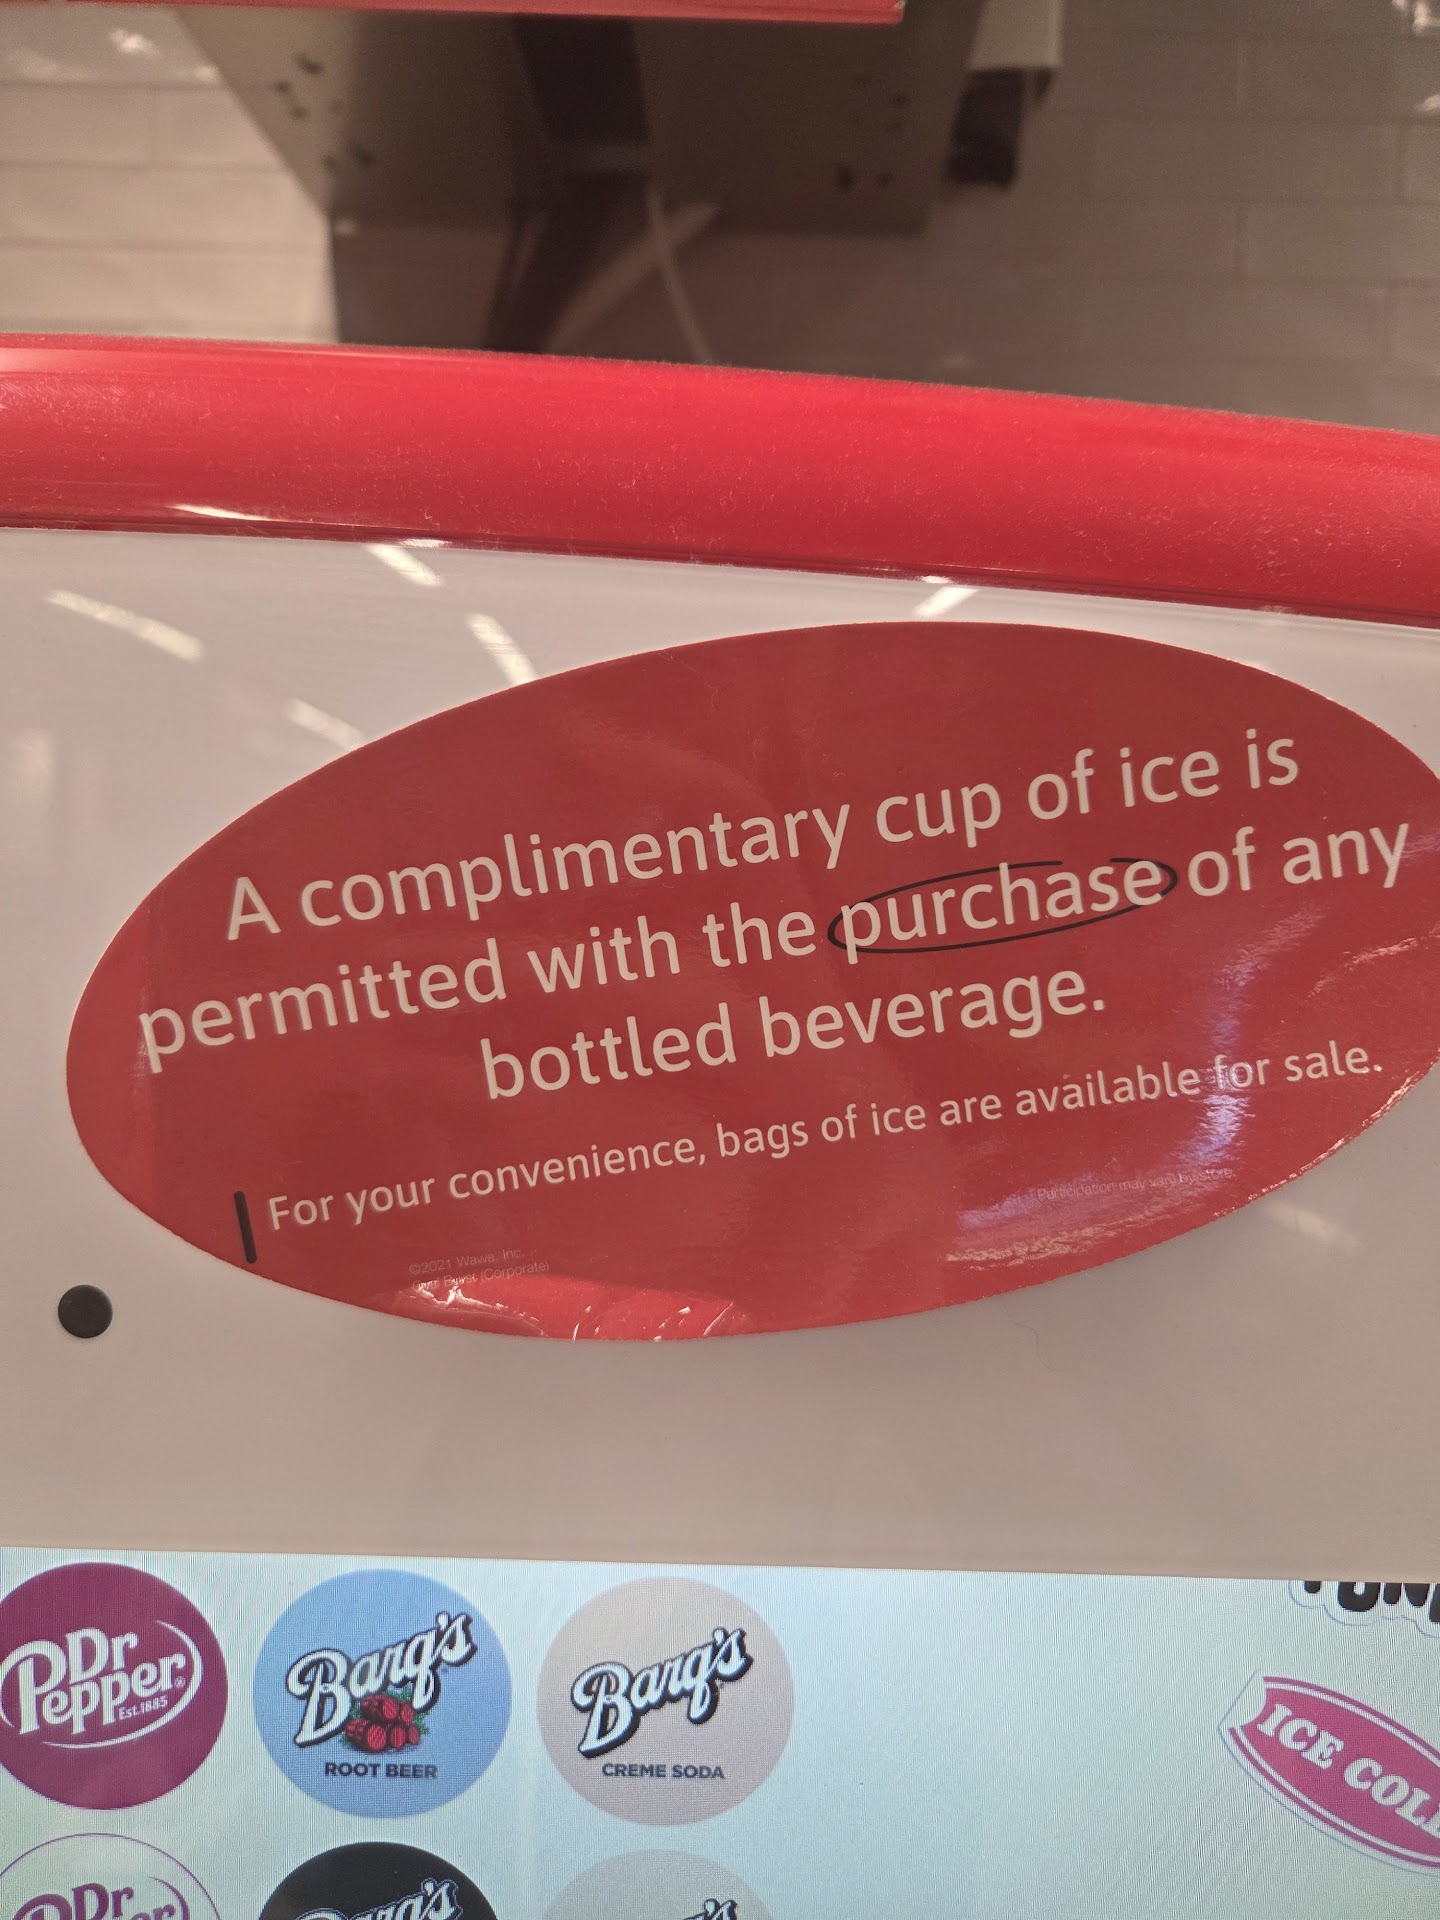 A complimentary cup of ice is
permitted with the purchase of any
bottled beverage.
For your convenience, bags of ice are available for sale.
Participation may vary by store.
©2021 Wawa, Inc.
(Corporate)
Dr
Pepper
Est.1885
Barq's
ROOT BEER
Barq's
CREME SODA
ICE COL
Dr